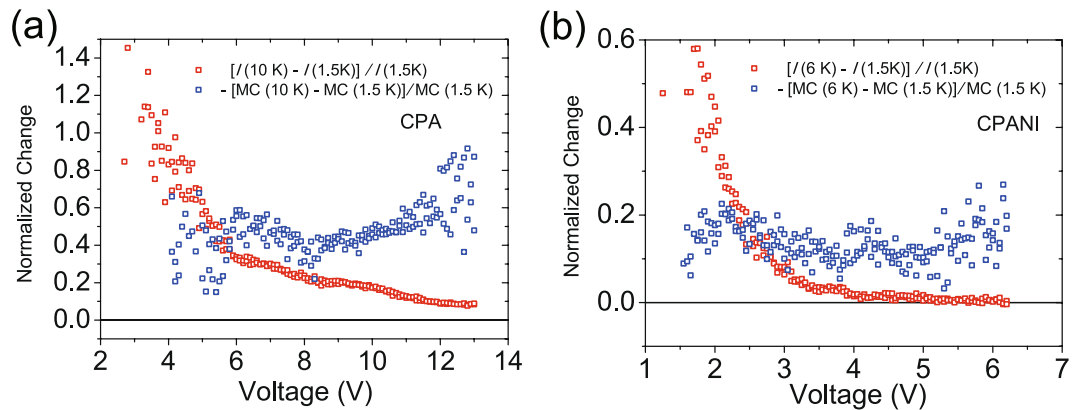 (a)
1.4
1.2
1.0
0.8
0.6
0.4
0.2
0.0
Normalized Change
[I(10 K) - I(1.5K)] / I(1.5K)
- [MC (10 K) - MC (1.5 K)]/MC (1.5 K)
CPA
2 4 6 8 10 12 14
Voltage (V)
(b)
0.6
0.4
0.2
0.0
Normalized Change
[I(6 K) - I(1.5K)] / I(1.5K)
- [MC (6 K) - MC (1.5 K)]/MC (1.5 K)
CPANI
1 2 3 4 5 6 7
Voltage (V)